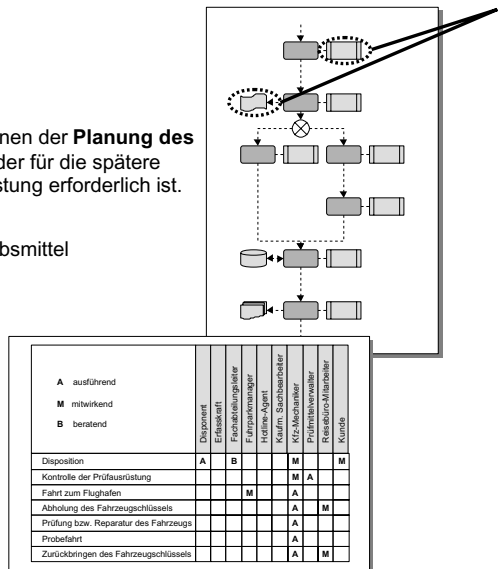 nen der Planung des
der für die spätere
stung erforderlich ist.
bsmittel
A ausführend
M mitwirkend
B beratend
Disponent
Erfasskraft
Fachabteilungsleiter
Fuhrparkmanager
Hotline-Agent
Kaufm. Sachbearbeiter
Kfz-Mechaniker
Prüfmittelverwalter
Reisebüro-Mitarbeiter
Kunde
Disposition A B M M
Kontrolle der Prüfausrüstung M A
Fahrt zum Flughafen M A
Abholung des Fahrzeugschlüssels A M
Prüfung bzw. Reparatur des Fahrzeugs A
Probefahrt A
Zurückbringen des Fahrzeugschlüssels A M